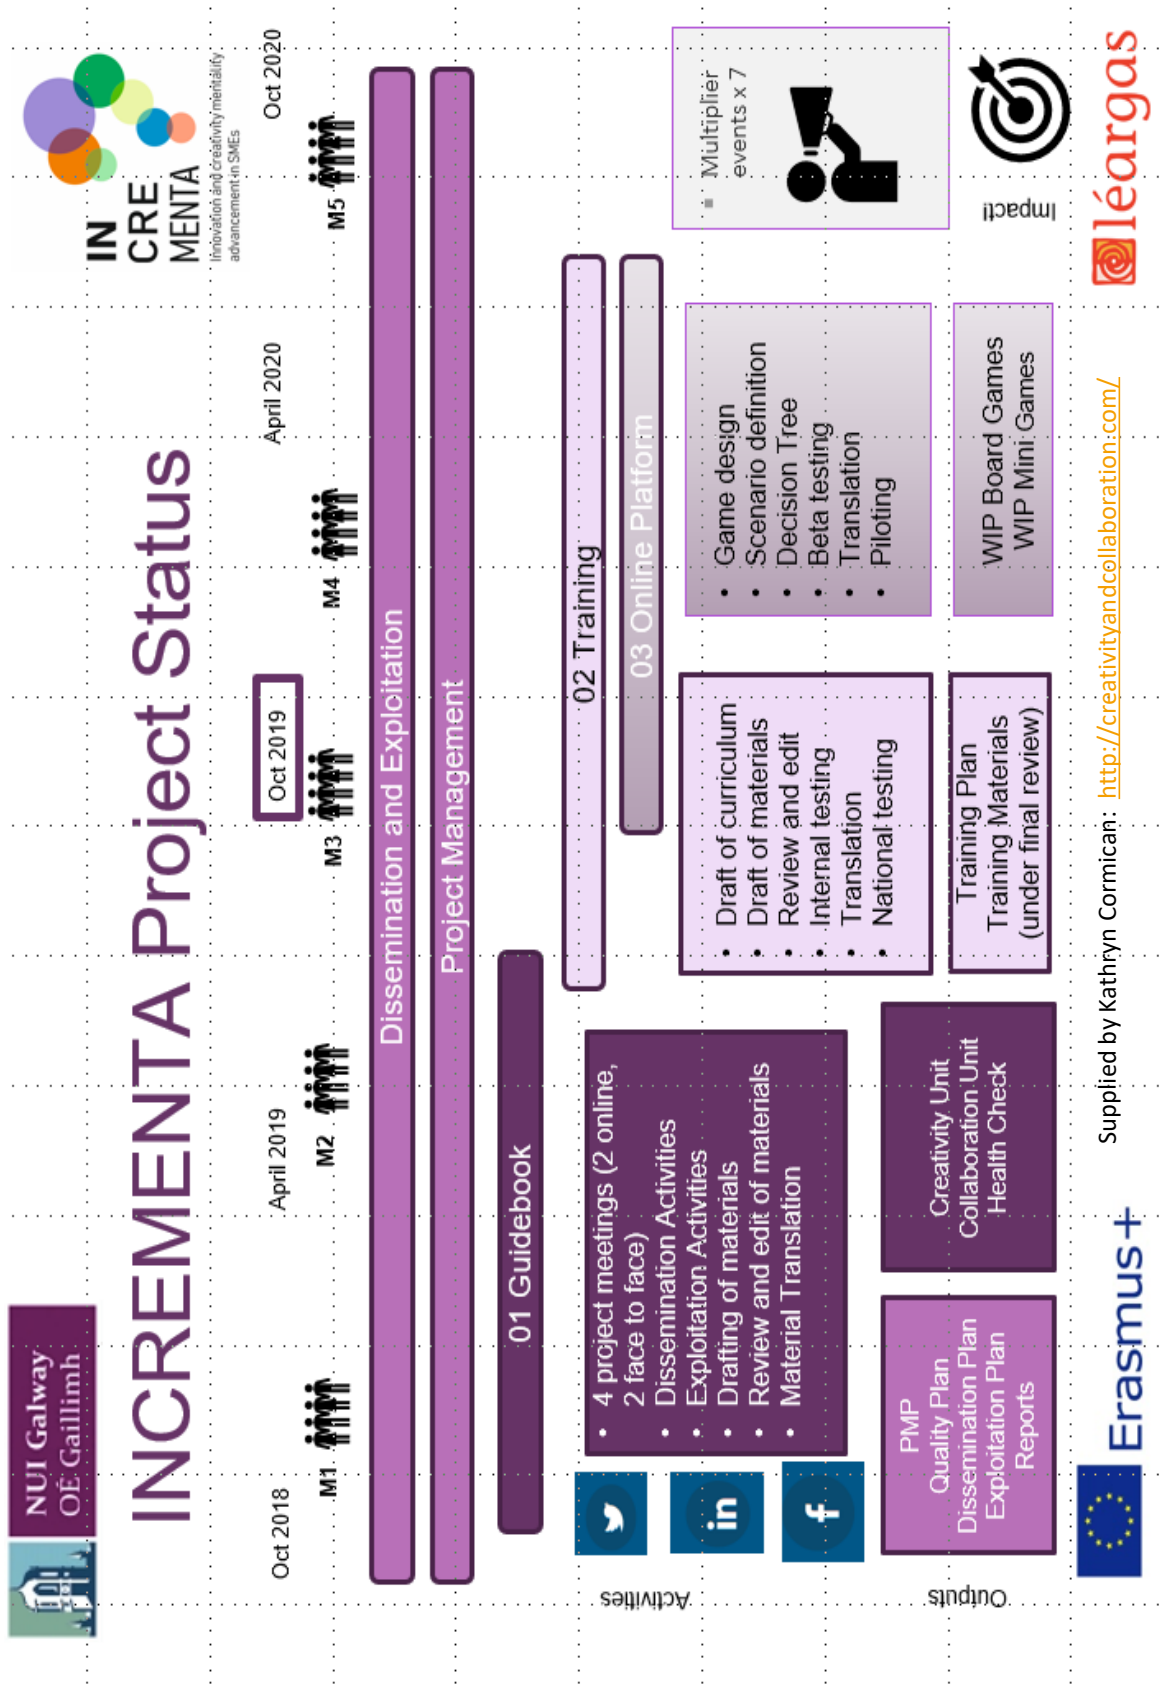 NUI Galway
OÉ Gaillimh
IN
CRE
MENTA
Innovation and creativity mentality
advancement in SMEs
INCREMENTA Project Status
Oct 2018
April 2019
Oct 2019
April 2020
Oct 2020
M1
M2
M3
M4
M5
Dissemination and Exploitation
Project Management
01 Guidebook
02 Training
03 Online Platform
Activities
• 4 project meetings (2 online,
2 face to face)
• Dissemination Activities
• Exploitation Activities
• Drafting of materials
• Review and edit of materials
• Material Translation
• Draft of curriculum
• Draft of materials
• Review and edit
• Internal testing
• Translation
• National testing
• Game design
• Scenario definition
• Decision Tree
• Beta testing
• Translation
• Piloting
▪ Multiplier
events x 7
Outputs
PMP
Quality Plan
Dissemination Plan
Exploitation Plan
Reports
Creativity Unit
Collaboration Unit
Health Check
Training Plan
Training Materials
(under final review)
WIP Board Games
WIP Mini Games
Impact!
Erasmus+
Supplied by Kathryn Cormican: http://creativityandcollaboration.com/
léargas